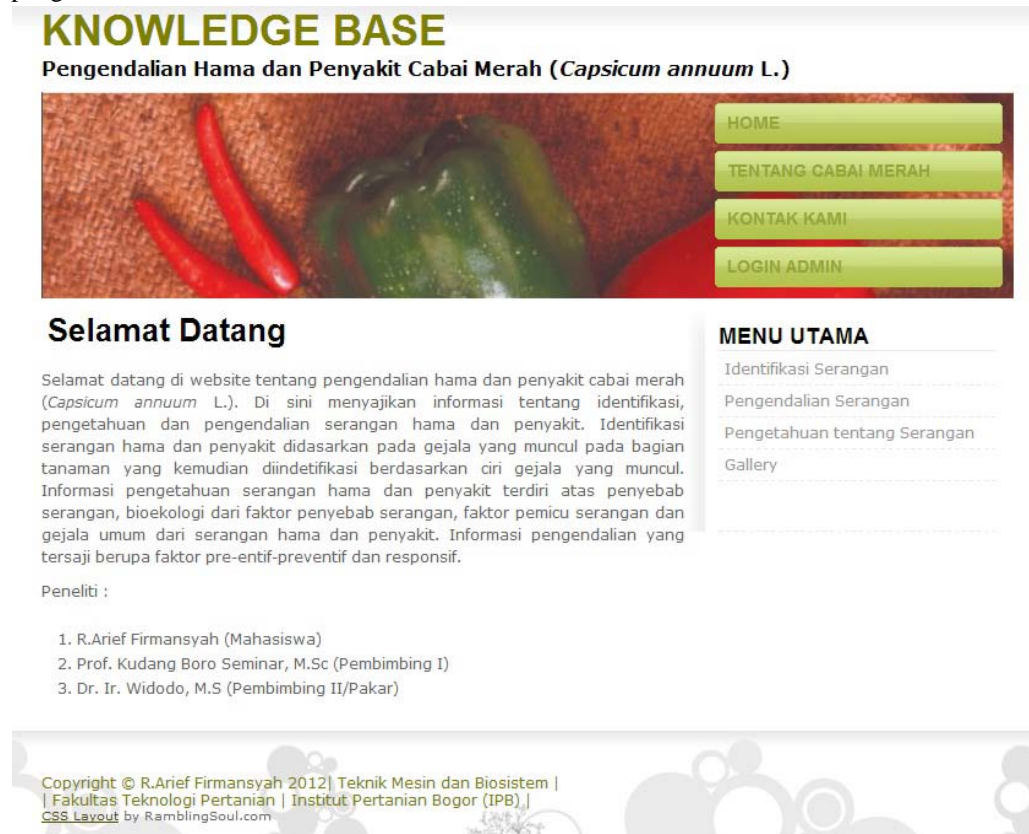 KNOWLEDGE BASE
Pengendalian Hama dan Penyakit Cabai Merah (Capsicum annuum L.)
HOME
TENTANG CABAI MERAH
KONTAK KAMI
LOGIN ADMIN
Selamat Datang
Selamat datang di website tentang pengendalian hama dan penyakit cabai merah
(Capsicum annuum L.). Di sini menyajikan informasi tentang identifikasi,
pengetahuan dan pengendalian serangan hama dan penyakit. Identifikasi
serangan hama dan penyakit didasarkan pada gejala yang muncul pada bagian
tanaman yang kemudian diindetifikasi berdasarkan ciri gejala yang muncul.
Informasi pengetahuan serangan hama dan penyakit terdiri atas penyebab
serangan, bioekologi dari faktor penyebab serangan, faktor pemicu serangan dan
gejala umum dari serangan hama dan penyakit. Informasi pengendalian yang
tersaji berupa faktor pre-entif-preventif dan responsif.
Peneliti :
1. R.Arief Firmansyah (Mahasiswa)
2. Prof. Kudang Boro Seminar, M.Sc (Pembimbing I)
3. Dr. Ir. Widodo, M.S (Pembimbing II/Pakar)
MENU UTAMA
Identifikasi Serangan
Pengendalian Serangan
Pengetahuan tentang Serangan
Gallery
Copyright © R.Arief Firmansyah 2012| Teknik Mesin dan Biosistem |
| Fakultas Teknologi Pertanian | Institut Pertanian Bogor (IPB) |
CSS Layout by RamblingSoul.com